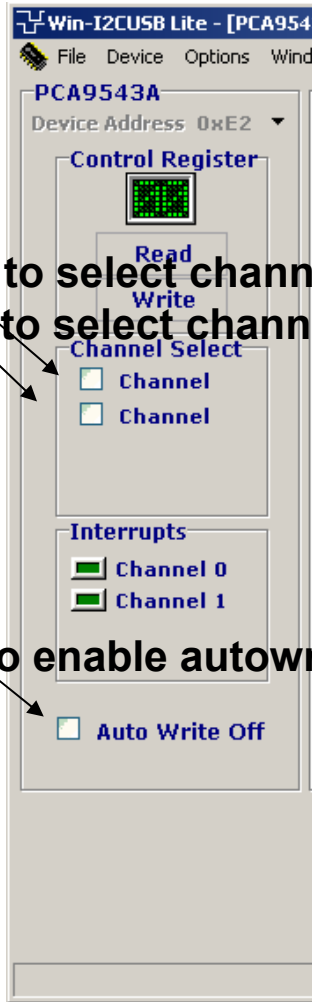 Win-I2CUSB Lite - [PCA954
File Device Options Wind
PCA9543A
Device Address 0xE2
Control Register
Read
to select chann
Write
to select chann
Channel Select
Channel
Channel
Interrupts
Channel 0
Channel 1
o enable autowr
Auto Write Off